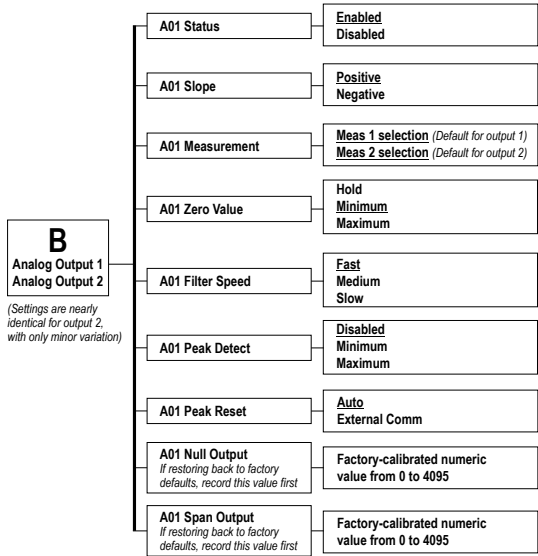 A01 Status
Enabled
Disabled
A01 Slope
Positive
Negative
A01 Measurement
Meas 1 selection (Default for output 1)
Meas 2 selection (Default for output 2)
A01 Zero Value
Hold
Minimum
Maximum
B
Analog Output 1
Analog Output 2
(Settings are nearly
identical for output 2,
with only minor variation)
A01 Filter Speed
Fast
Medium
Slow
A01 Peak Detect
Disabled
Minimum
Maximum
A01 Peak Reset
Auto
External Comm
A01 Null Output
If restoring back to factory
defaults, record this value first
Factory-calibrated numeric
value from 0 to 4095
A01 Span Output
If restoring back to factory
defaults, record this value first
Factory-calibrated numeric
value from 0 to 4095